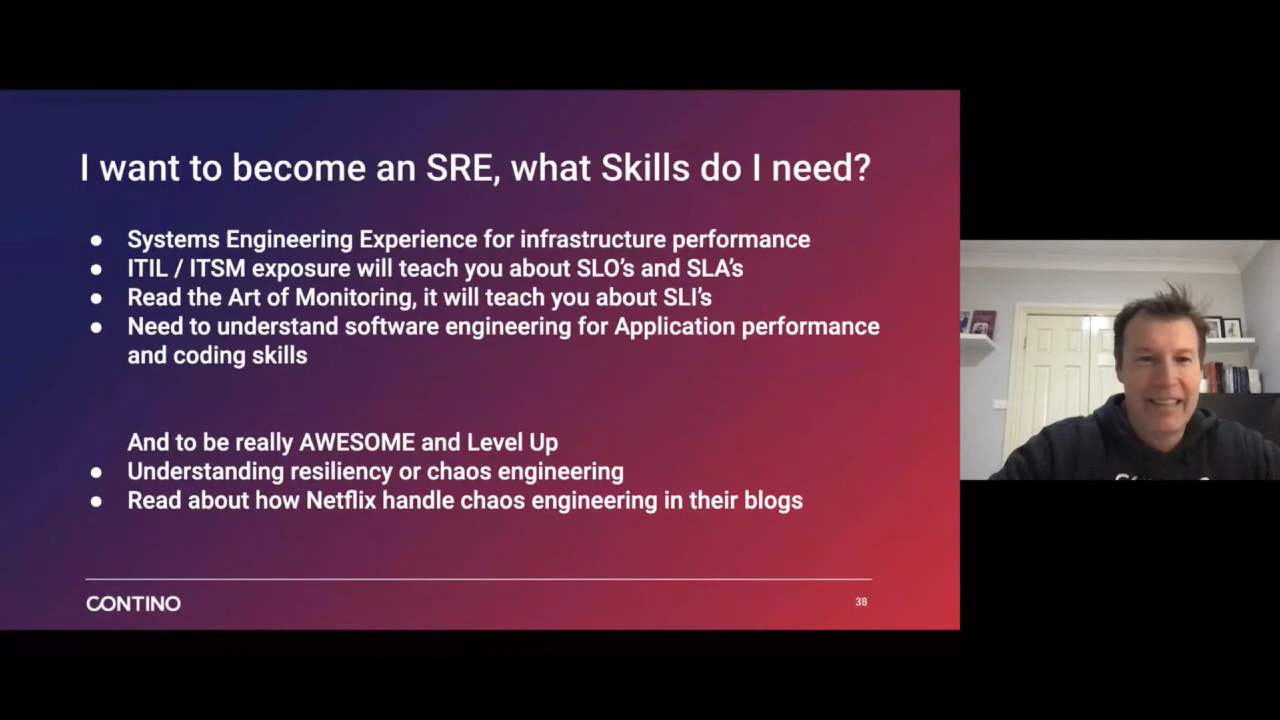 I want to become an SRE, what Skills do I need?
● Systems Engineering Experience for infrastructure performance
● ITIL / ITSM exposure will teach you about SLO's and SLA's
● Read the Art of Monitoring, it will teach you about SLI's
● Need to understand software engineering for Application performance
and coding skills
And to be really AWESOME and Level Up
● Understanding resiliency or chaos engineering
● Read about how Netflix handle chaos engineering in their blogs
CONTINO
38